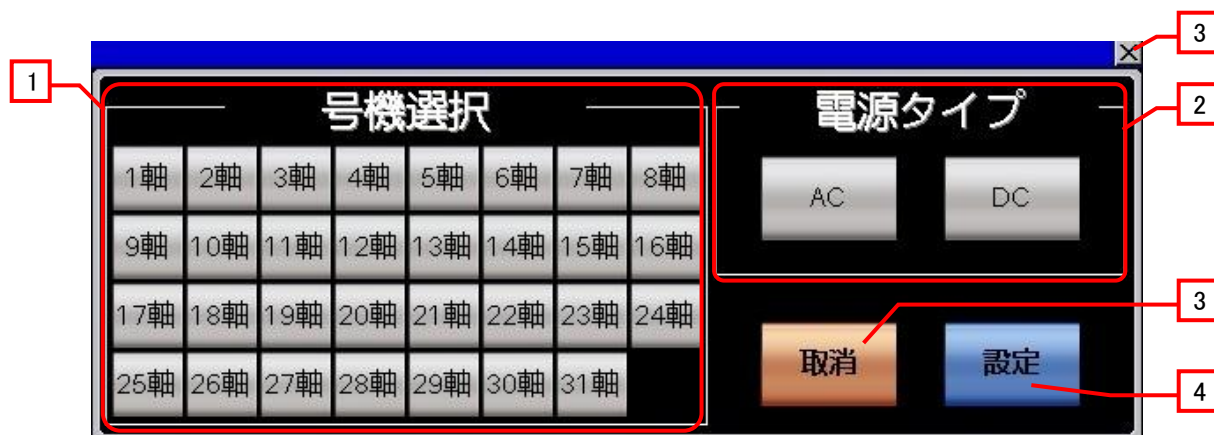 3
1
号機選択
電源タイプ
2
1軸 2軸 3軸 4軸 5軸 6軸 7軸 8軸
AC DC
9軸 10軸 11軸 12軸 13軸 14軸 15軸 16軸
17軸 18軸 19軸 20軸 21軸 22軸 23軸 24軸
3
取消 設定
25軸 26軸 27軸 28軸 29軸 30軸 31軸
4